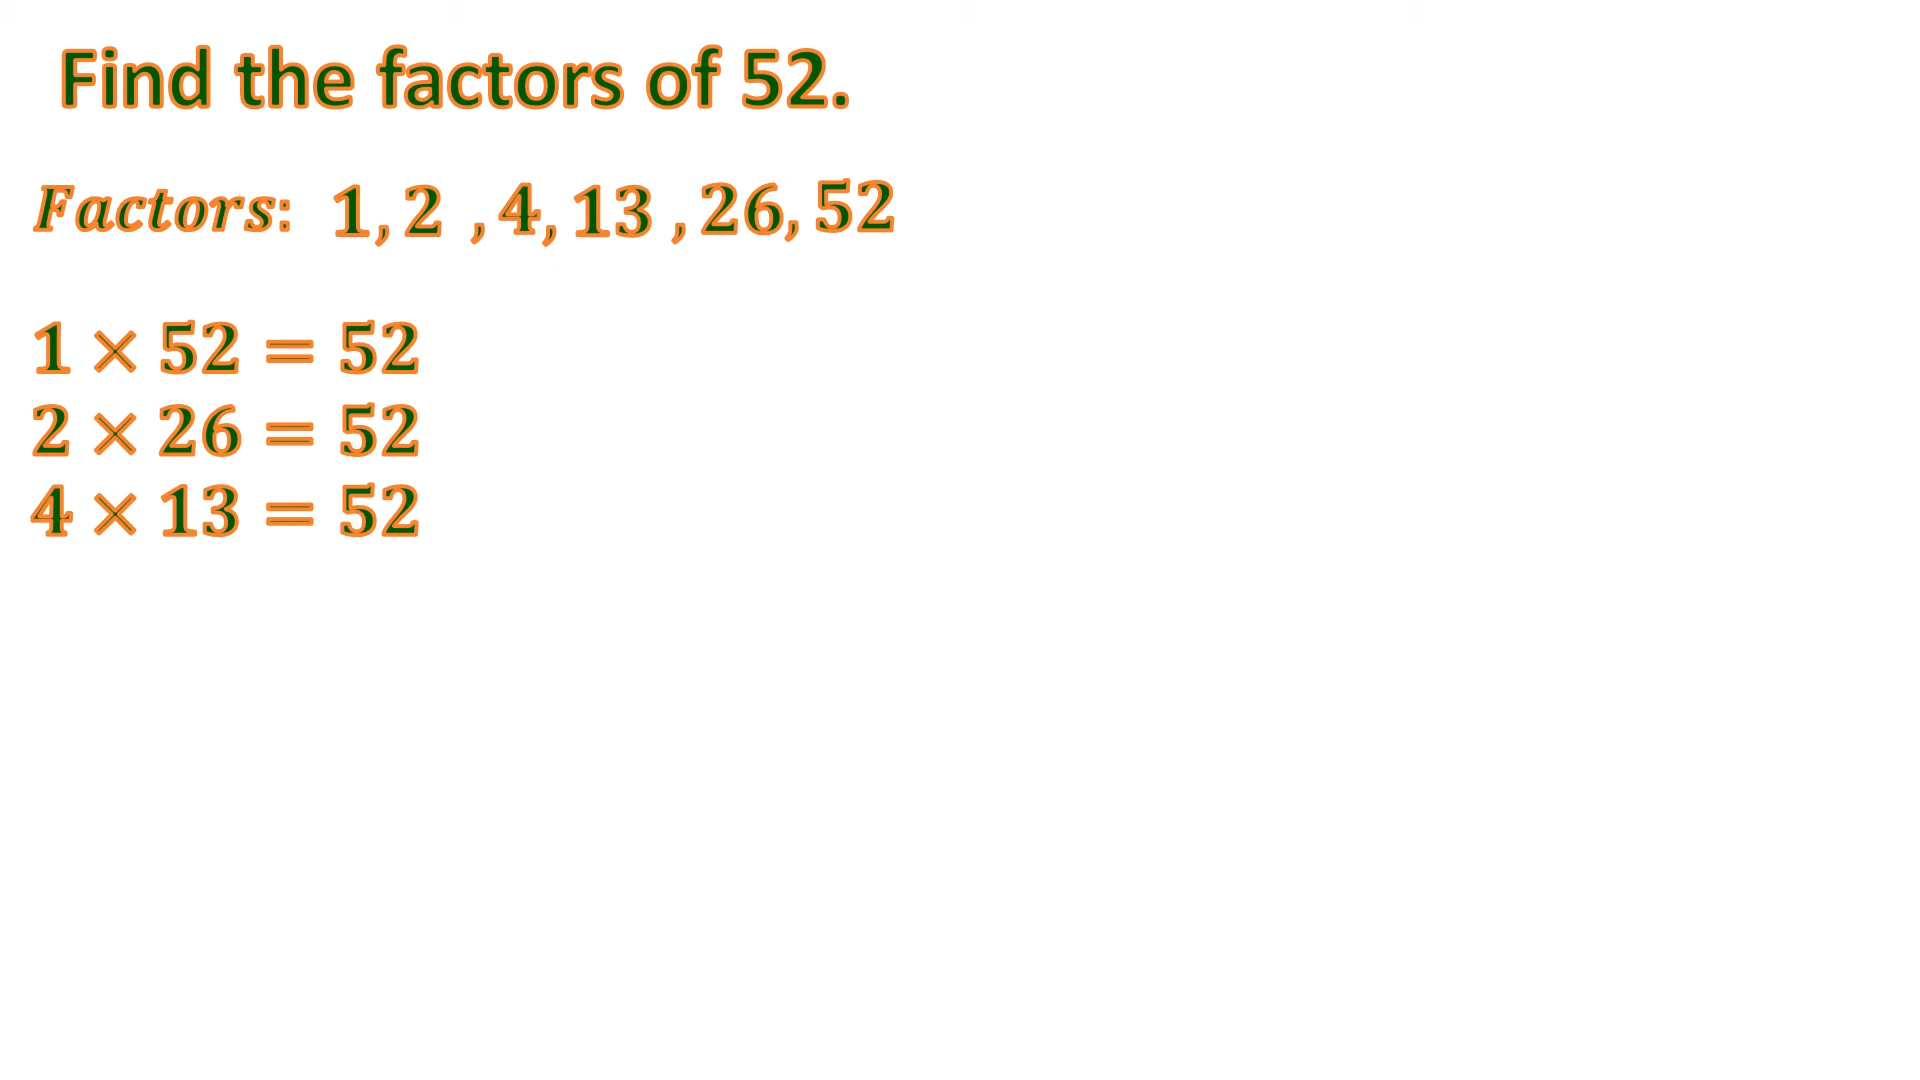 Find the factors of 52.
Factors: 1, 2 , 4, 13 , 26, 52
1 × 52 = 52
2 × 26 = 52
4 × 13 = 52